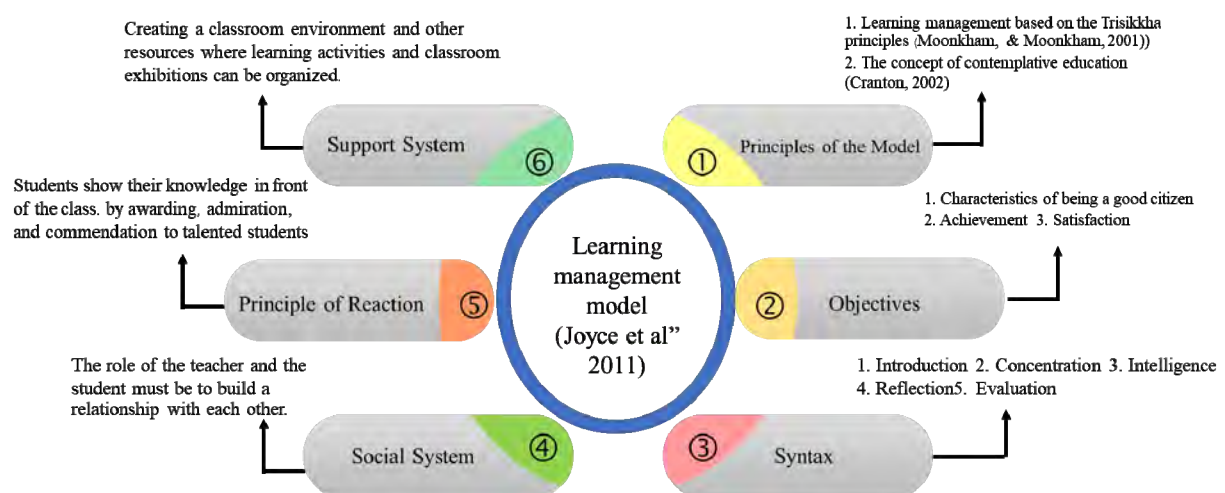 Creating a classroom environment and other
resources where learning activities and classroom
exhibitions can be organized.
Support System
⑥
1. Learning management based on the Trisikkha
principles (Moonkham, & Moonkham, 2001))
2. The concept of contemplative education
(Cranton, 2002)
①
Principles of the Model
Students show their knowledge in front
of the class. by awarding, admiration,
and commendation to talented students
Principle of Reaction
⑤
Learning
management
model
(Joyce et al”
2011)
1. Characteristics of being a good citizen
2. Achievement 3. Satisfaction
②
Objectives
The role of the teacher and the
student must be to build a
relationship with each other.
Social System
④
1. Introduction 2. Concentration 3. Intelligence
4. Reflection5. Evaluation
③
Syntax